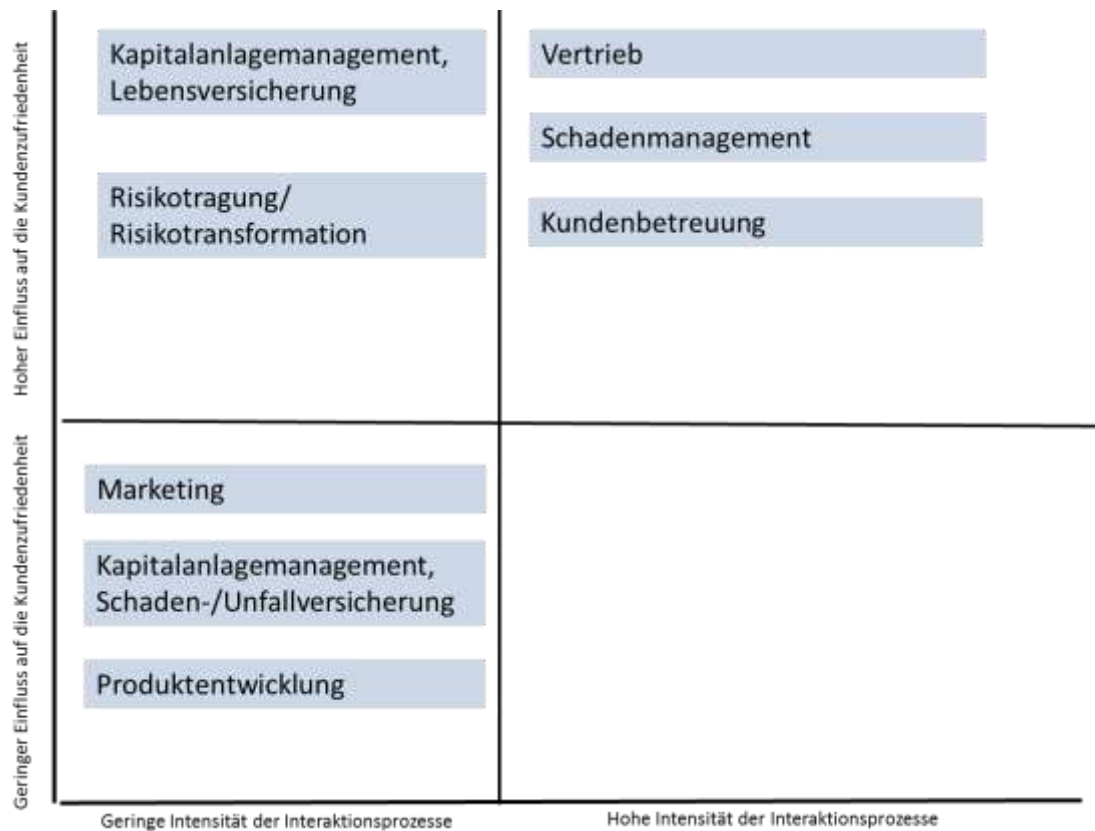 Hoher Einfluss auf die Kundenzufriedenheit
Kapitalanlagemanagement,
Lebensversicherung
Risikotragung/
Risikotransformation
Vertrieb
Schadenmanagement
Kundenbetreuung
Geringer Einfluss auf die Kundenzufriedenheit
Marketing
Kapitalanlagemanagement,
Schaden-/Unfallversicherung
Produktentwicklung
Geringe Intensität der Interaktionsprozesse
Hohe Intensität der Interaktionsprozesse